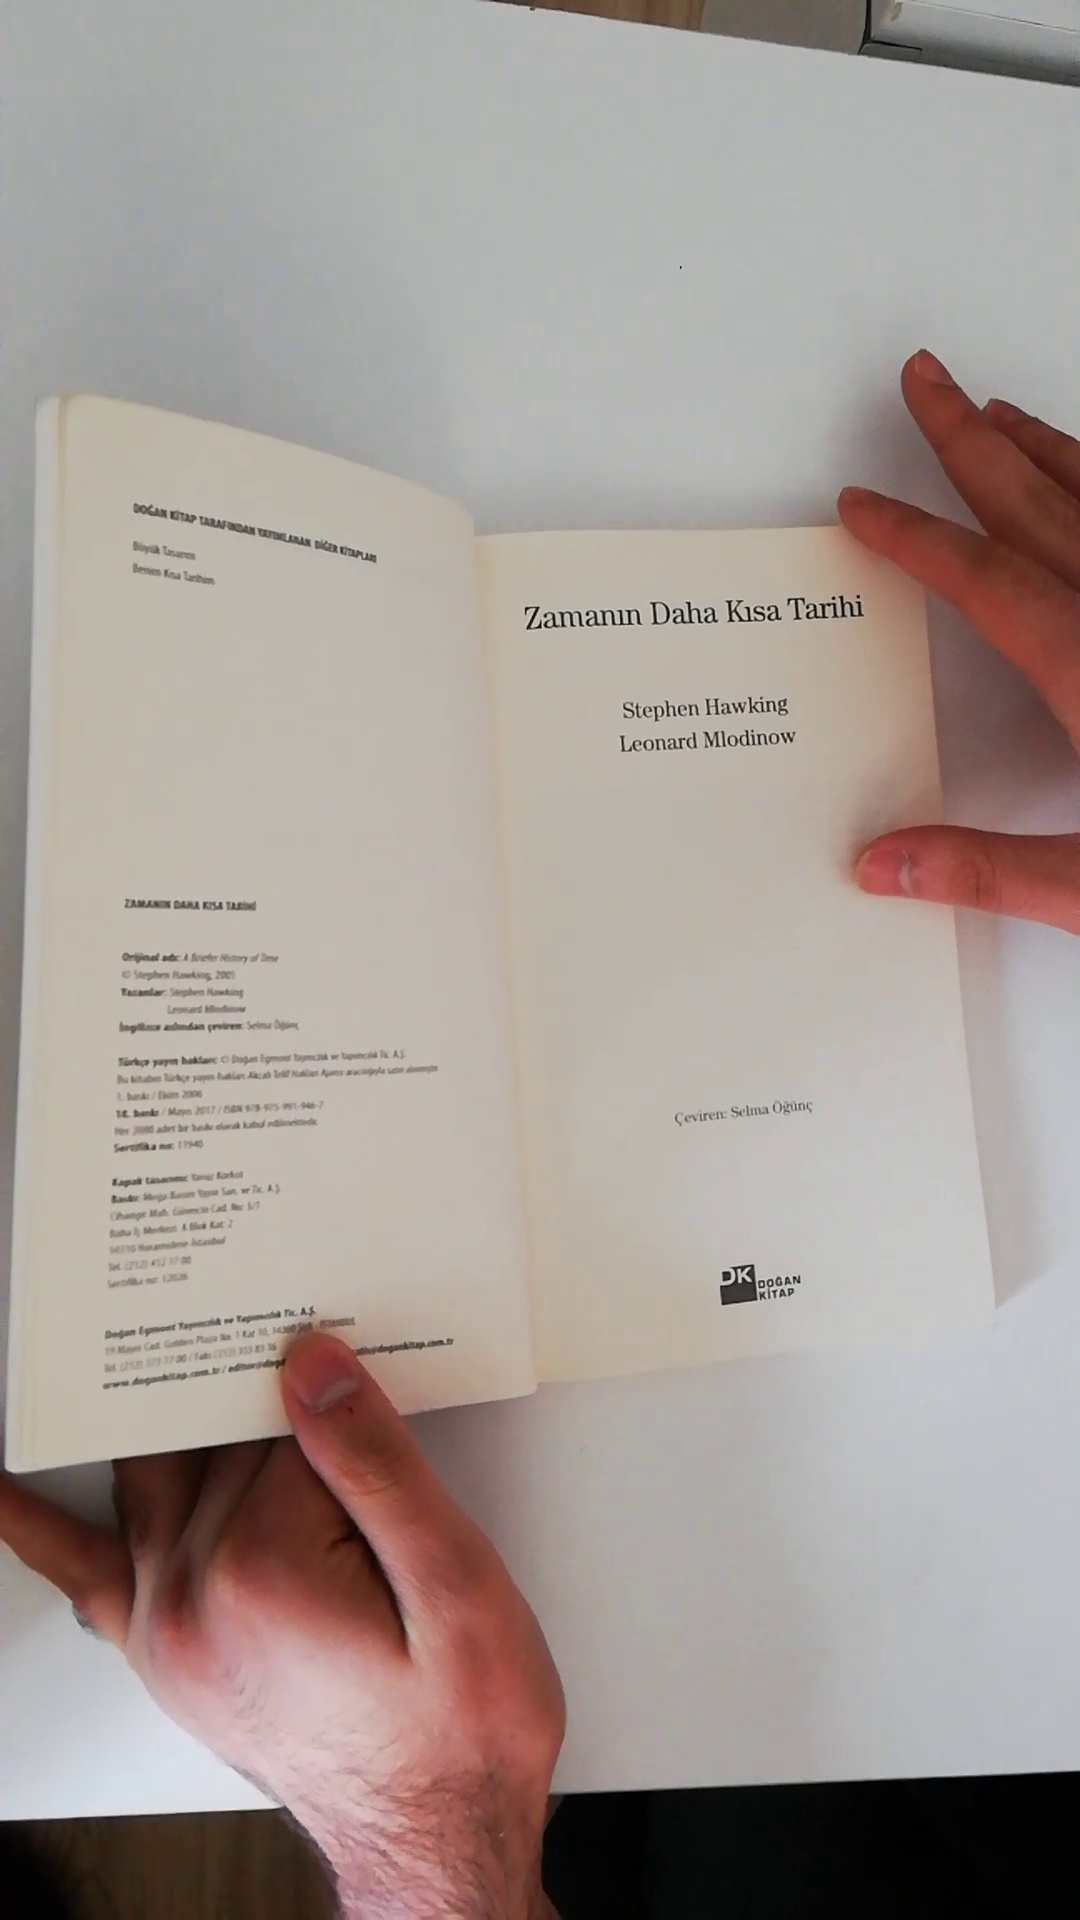 DOĞAN KİTAP TARAFINDAN YAYIMLANAN DİĞER KİTAPLARI
Büyük Tasarım
Benim Kısa Tarihim
ZAMANIN DAHA KISA TARİHİ
Orijinal adı: A Briefer History of Time
© Stephen Hawking, 2005
Yazanlar: Stephen Hawking
Leonard Mlodinow
İngilizce aslından çeviren: Selma Öğünç
Türkçe yayın hakları: © Doğan Egmont Yayıncılık ve Yapımcılık Tic. A.Ş.
Bu kitabın Türkçe yayın hakları Akcalı Telif Hakları Ajansı aracılığıyla satın alınmıştır.
1. baskı / Ekim 2006
/ Mayıs 2017 / ISBN 978-975-991-946-7
Her 2000 adet bir baskı olarak kabul edilmektedir.
Sertifika no: 11940
Kapak tasarımı: Yavuz Korkut
Baskı: Mega Basım Yayın San. ve Tic. A.Ş.
Cihangir Mah. Güvercin Cad. No: 3/1
Baha İş Merkezi A Blok Kat: 2
34310 Haramidere-İstanbul
Tel. (212) 412 17 00
Sertifika no: 12026
Doğan Egmont Yayıncılık ve Yapımcılık Tic. A.Ş.
19 Mayıs Cad. Golden Plaza No. 1 Kat 10, 34360 Şişli - İSTANBUL
Tel. (212) 373 77 00 / Faks (212) 355 83 16
www.dogankitap.com.tr / editor@doga @dogankitap.com.tr
Zamanın Daha Kısa Tarihi
Stephen Hawking
Leonard Mlodinow
Çeviren: Selma Öğünç
DK DOĞAN
KİTAP